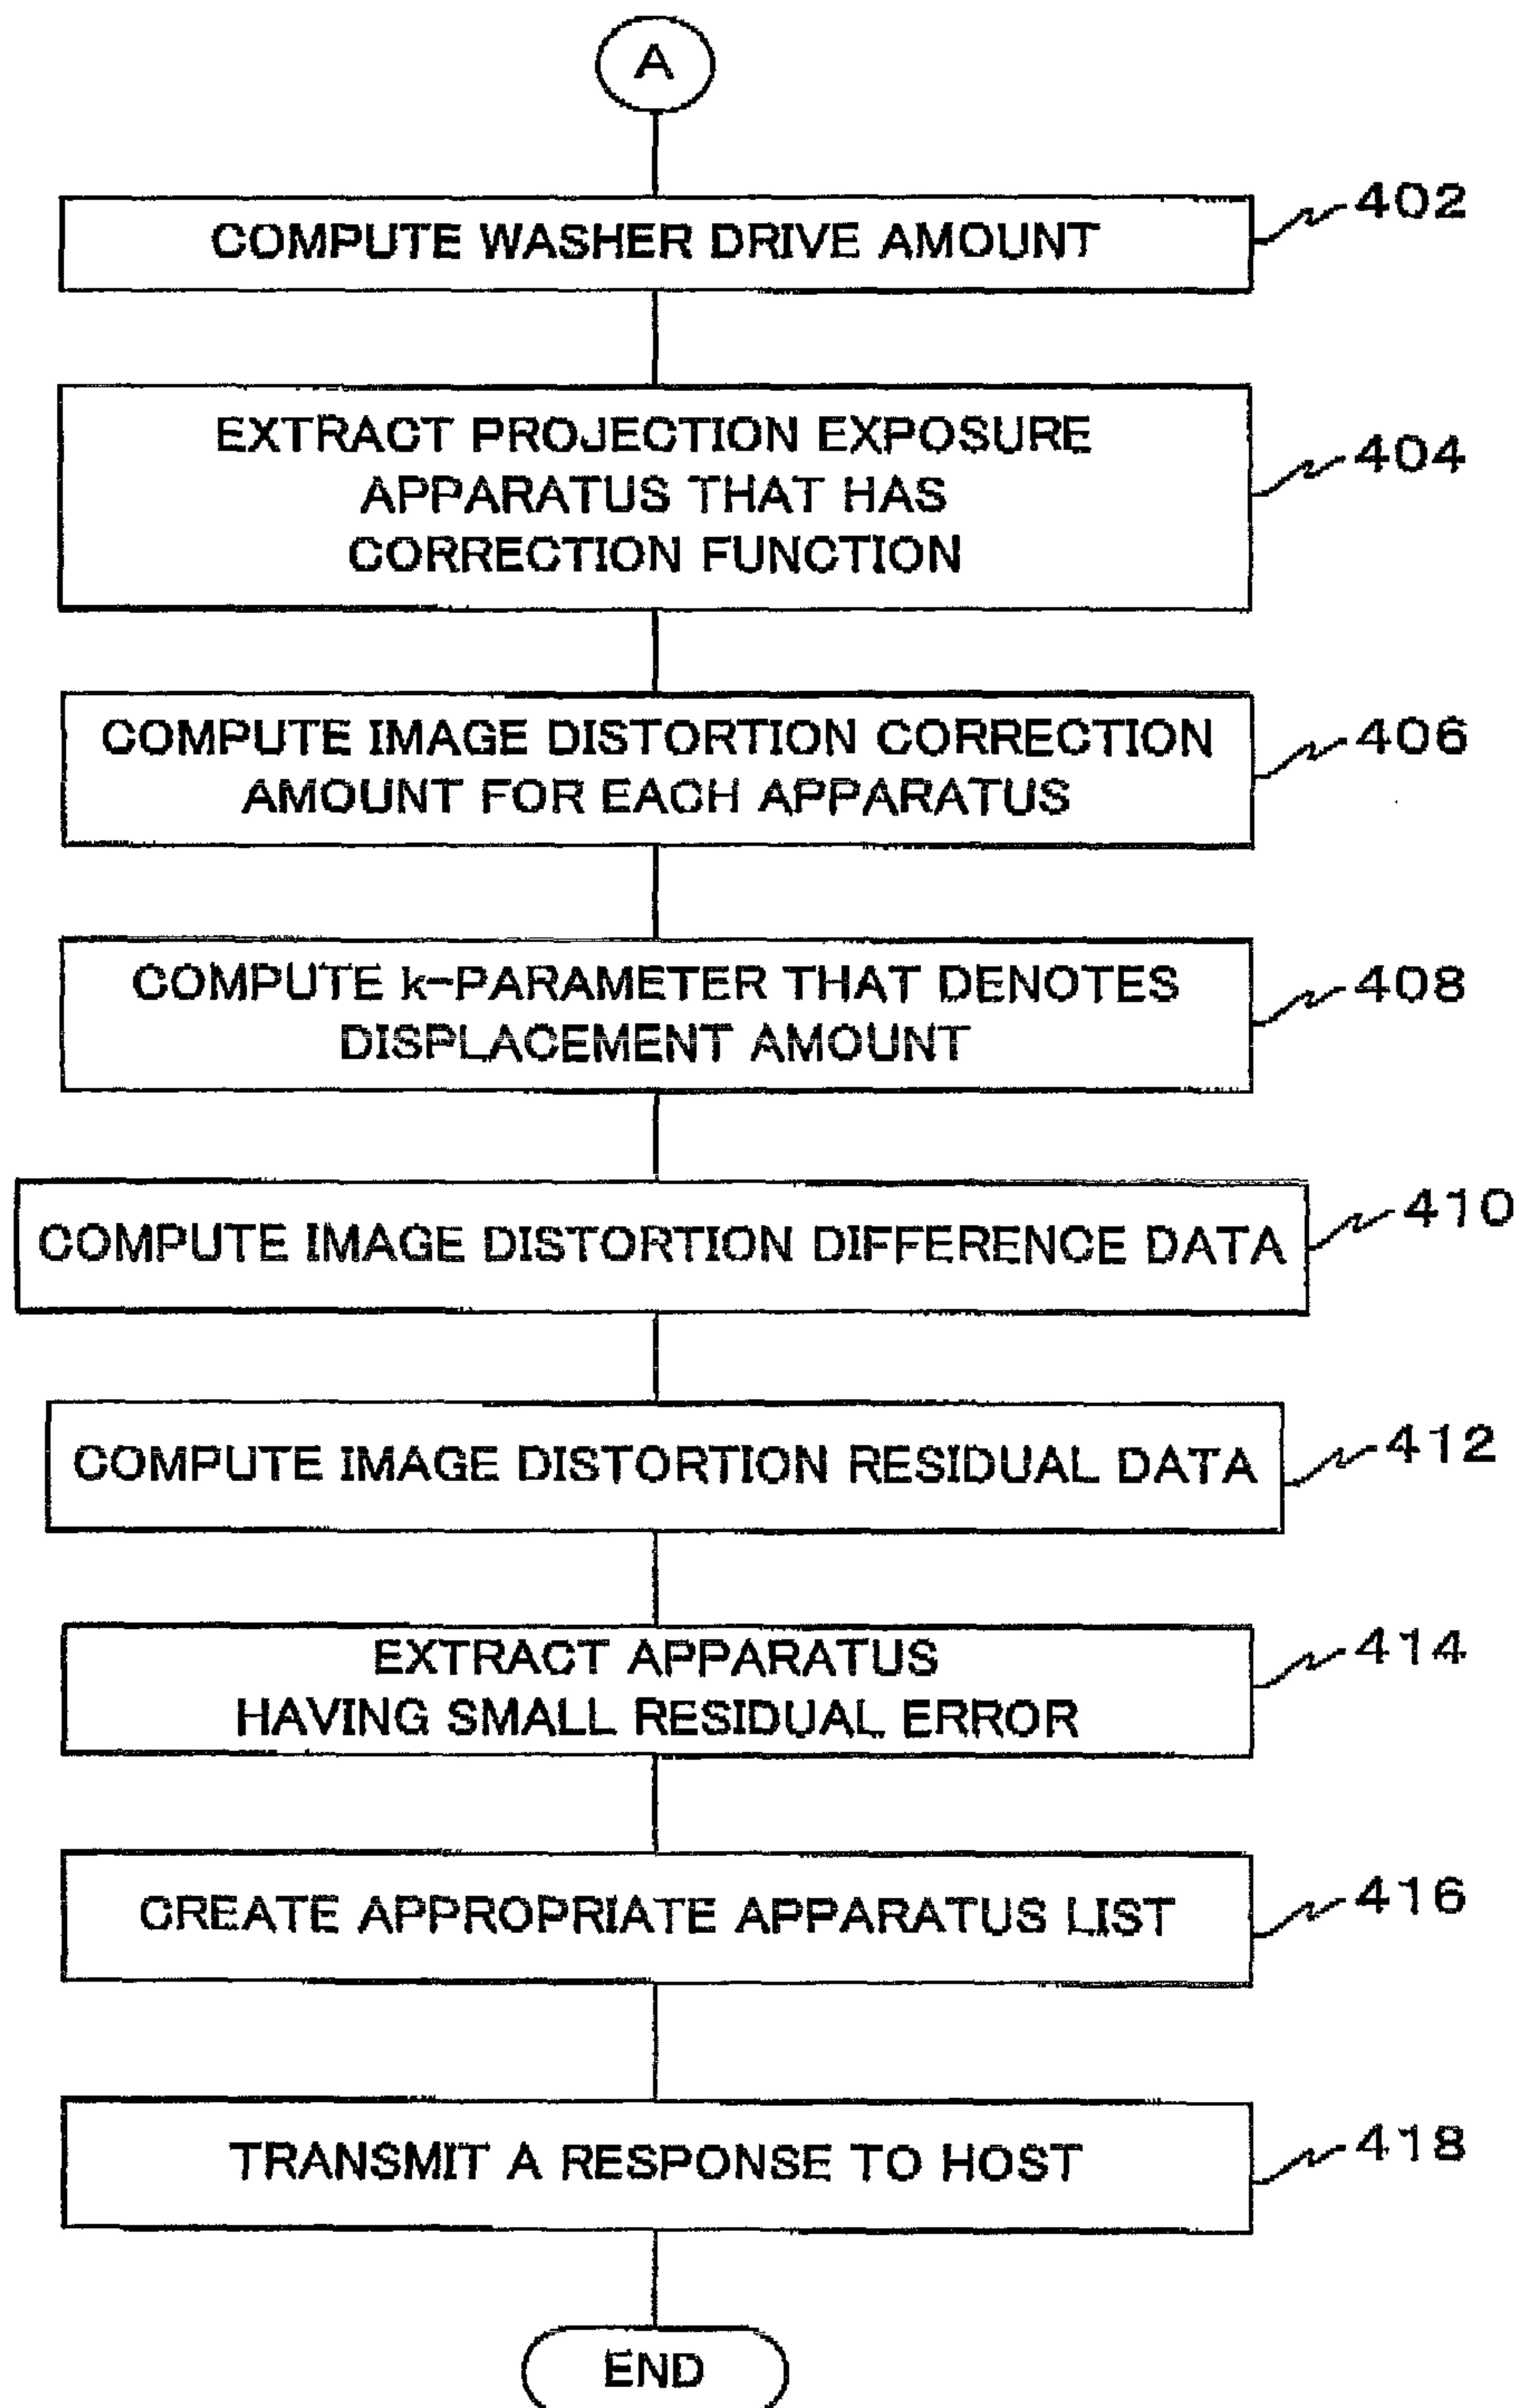 A
COMPUTE WASHER DRIVE AMOUNT
402
EXTRACT PROJECTION EXPOSURE
APPARATUS THAT HAS
CORRECTION FUNCTION
404
COMPUTE IMAGE DISTORTION CORRECTION
AMOUNT FOR EACH APPARATUS
406
COMPUTE k-PARAMETER THAT DENOTES
DISPLACEMENT AMOUNT
408
COMPUTE IMAGE DISTORTION DIFFERENCE DATA
410
COMPUTE IMAGE DISTORTION RESIDUAL DATA
412
EXTRACT APPARATUS
HAVING SMALL RESIDUAL ERROR
414
CREATE APPROPRIATE APPARATUS LIST
416
TRANSMIT A RESPONSE TO HOST
418
END